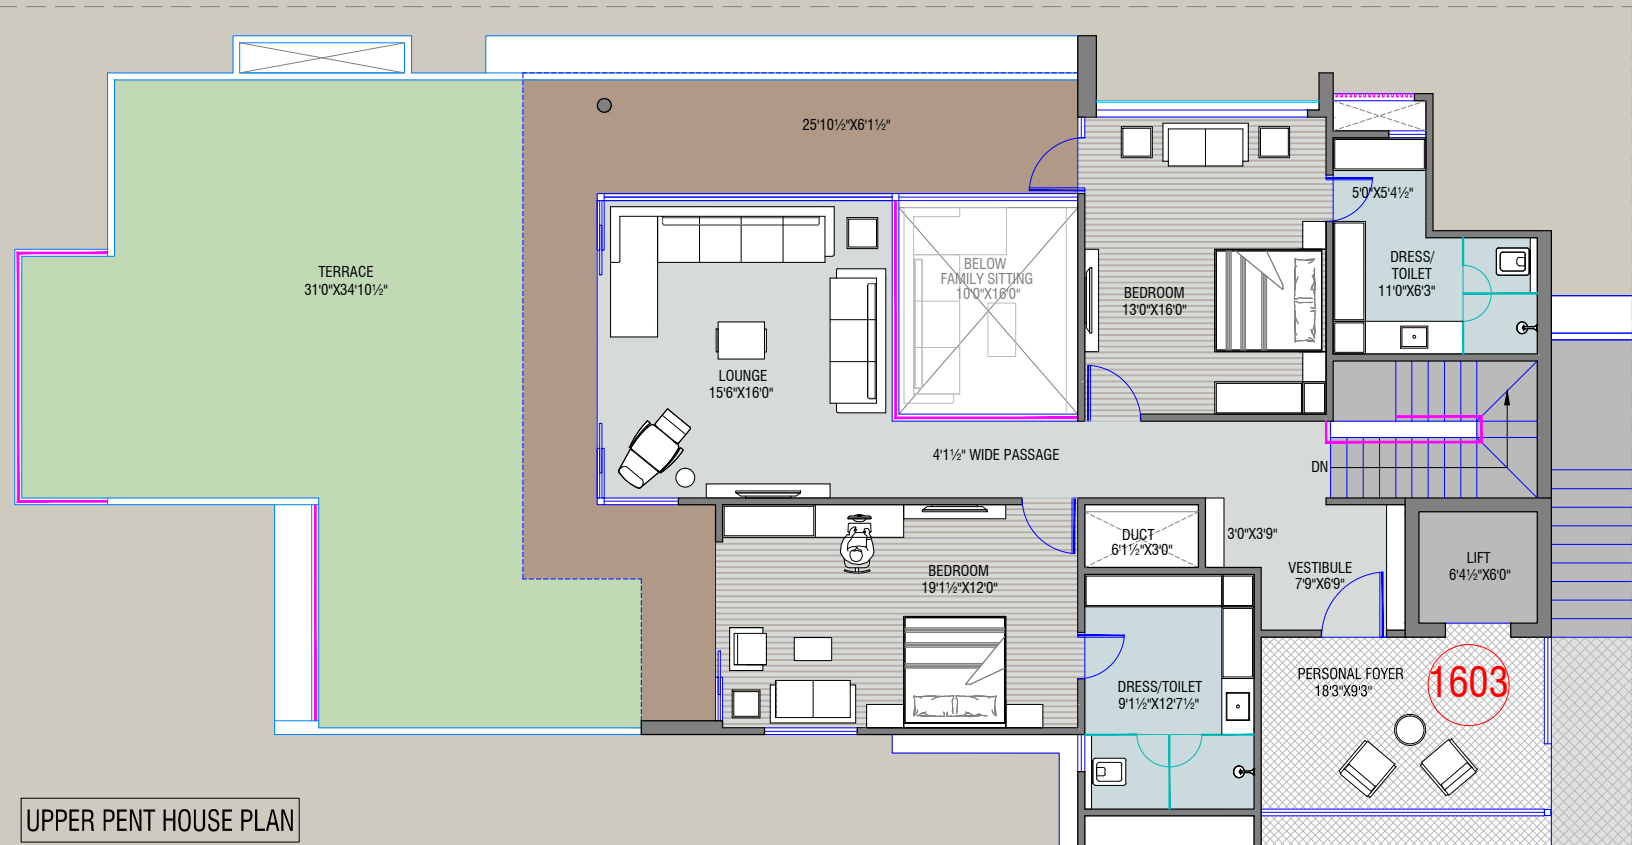 25'10½"X6'1½"
5'0"X5'4½"
TERRACE
31'0"X34'10½"
BELOW
FAMILY SITTING
10'0"X16'0"
BEDROOM
13'0"X16'0"
DRESS/
TOILET
11'0"X6'3"
LOUNGE
15'6"X16'0"
4'1½" WIDE PASSAGE
DN
DUCT
6'1½"X3'0"
3'0"X3'9"
LIFT
6'4½"X6'0"
BEDROOM
19'1½"X12'0"
VESTIBULE
7'9"X6'9"
PERSONAL FOYER
18'3"X9'3"
1603
DRESS/TOILET
9'1½"X12'7½"
UPPER PENT HOUSE PLAN